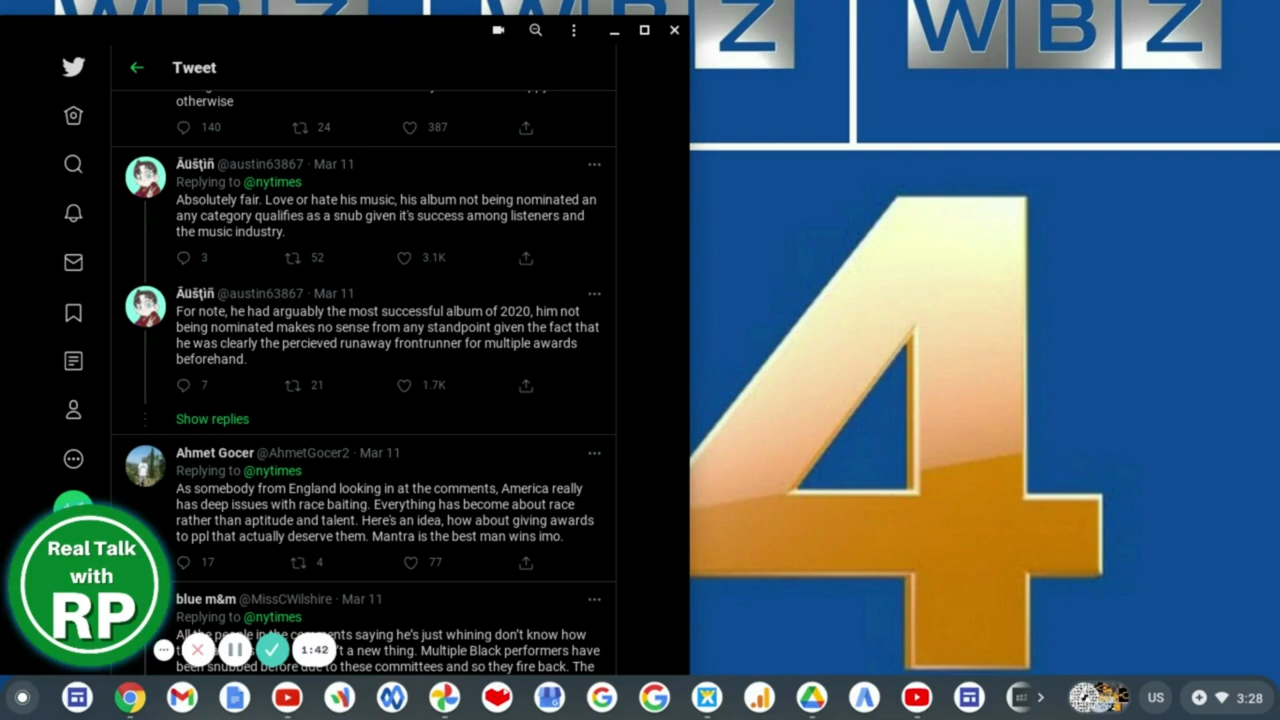 WBZ
Tweet
otherwise
140 24 387
Äüšţìñ @austin63867 · Mar 11
Replying to @nytimes
Absolutely fair. Love or hate his music, his album not being nominated an
any category qualifies as a snub given it's success among listeners and
the music industry.
3 52 3.1K
Äüšţìñ @austin63867 · Mar 11
For note, he had arguably the most successful album of 2020, him not
being nominated makes no sense from any standpoint given the fact that
he was clearly the percieved runaway frontrunner for multiple awards
beforehand.
7 21 1.7K
Show replies
Ahmet Gocer @AhmetGocer2 · Mar 11
Replying to @nytimes
As somebody from England looking in at the comments, America really
has deep issues with race baiting. Everything has become about race
rather than aptitude and talent. Here's an idea, how about giving awards
to ppl that actually deserve them. Mantra is the best man wins imo.
17 4 77
blue m&m @MissCWilshire · Mar 11
Replying to @nytimes
All the people in the comments saying he's just whining don't know how
a new thing. Multiple Black performers have
been snubbed before due to these committees and so they fire back. The
Real Talk
with
RP
1:42
Z
4
US
3:28